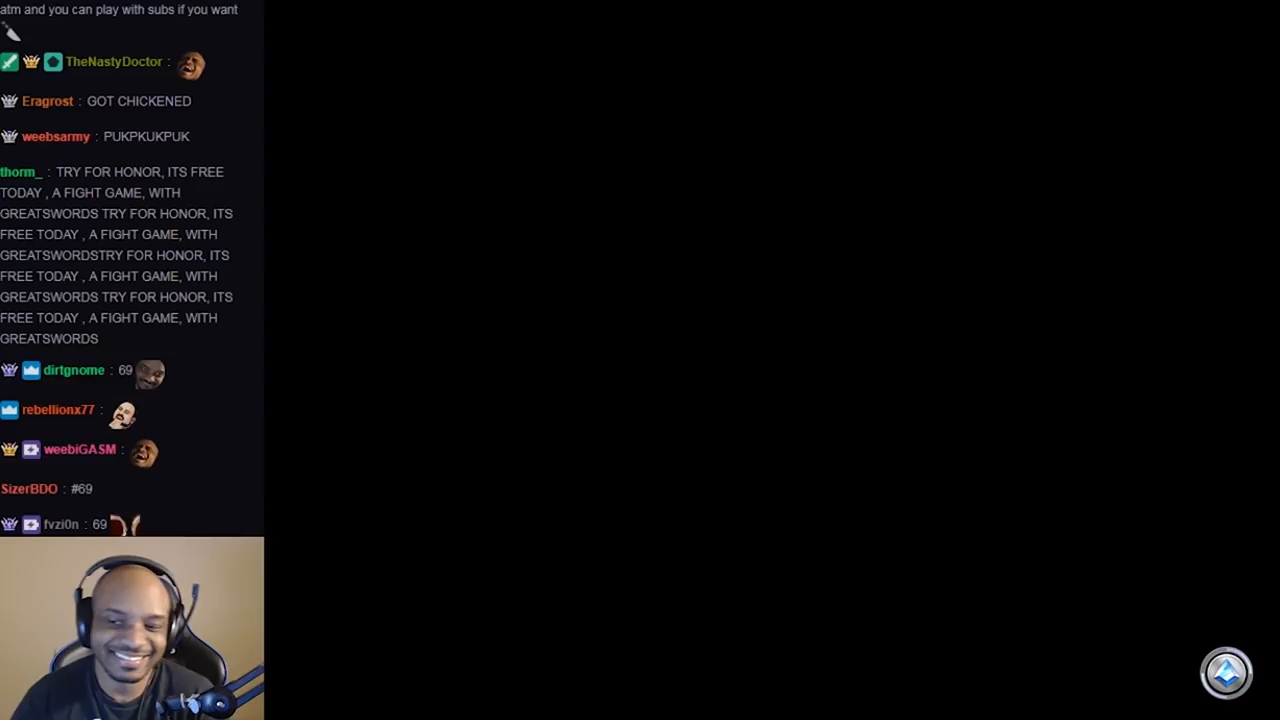 atm and you can play with subs if you want
TheNastyDoctor :
Eragrost : GOT CHICKENED
weebsarmy : PUKPKUKPUK
thorm_ : TRY FOR HONOR, ITS FREE
TODAY , A FIGHT GAME, WITH
GREATSWORDS TRY FOR HONOR, ITS
FREE TODAY , A FIGHT GAME, WITH
GREATSWORDSTRY FOR HONOR, ITS
FREE TODAY , A FIGHT GAME, WITH
GREATSWORDS TRY FOR HONOR, ITS
FREE TODAY , A FIGHT GAME, WITH
GREATSWORDS
dirtgnome : 69
rebellionx77 :
weebiGASM :
SizerBDO : #69
fvzi0n : 69